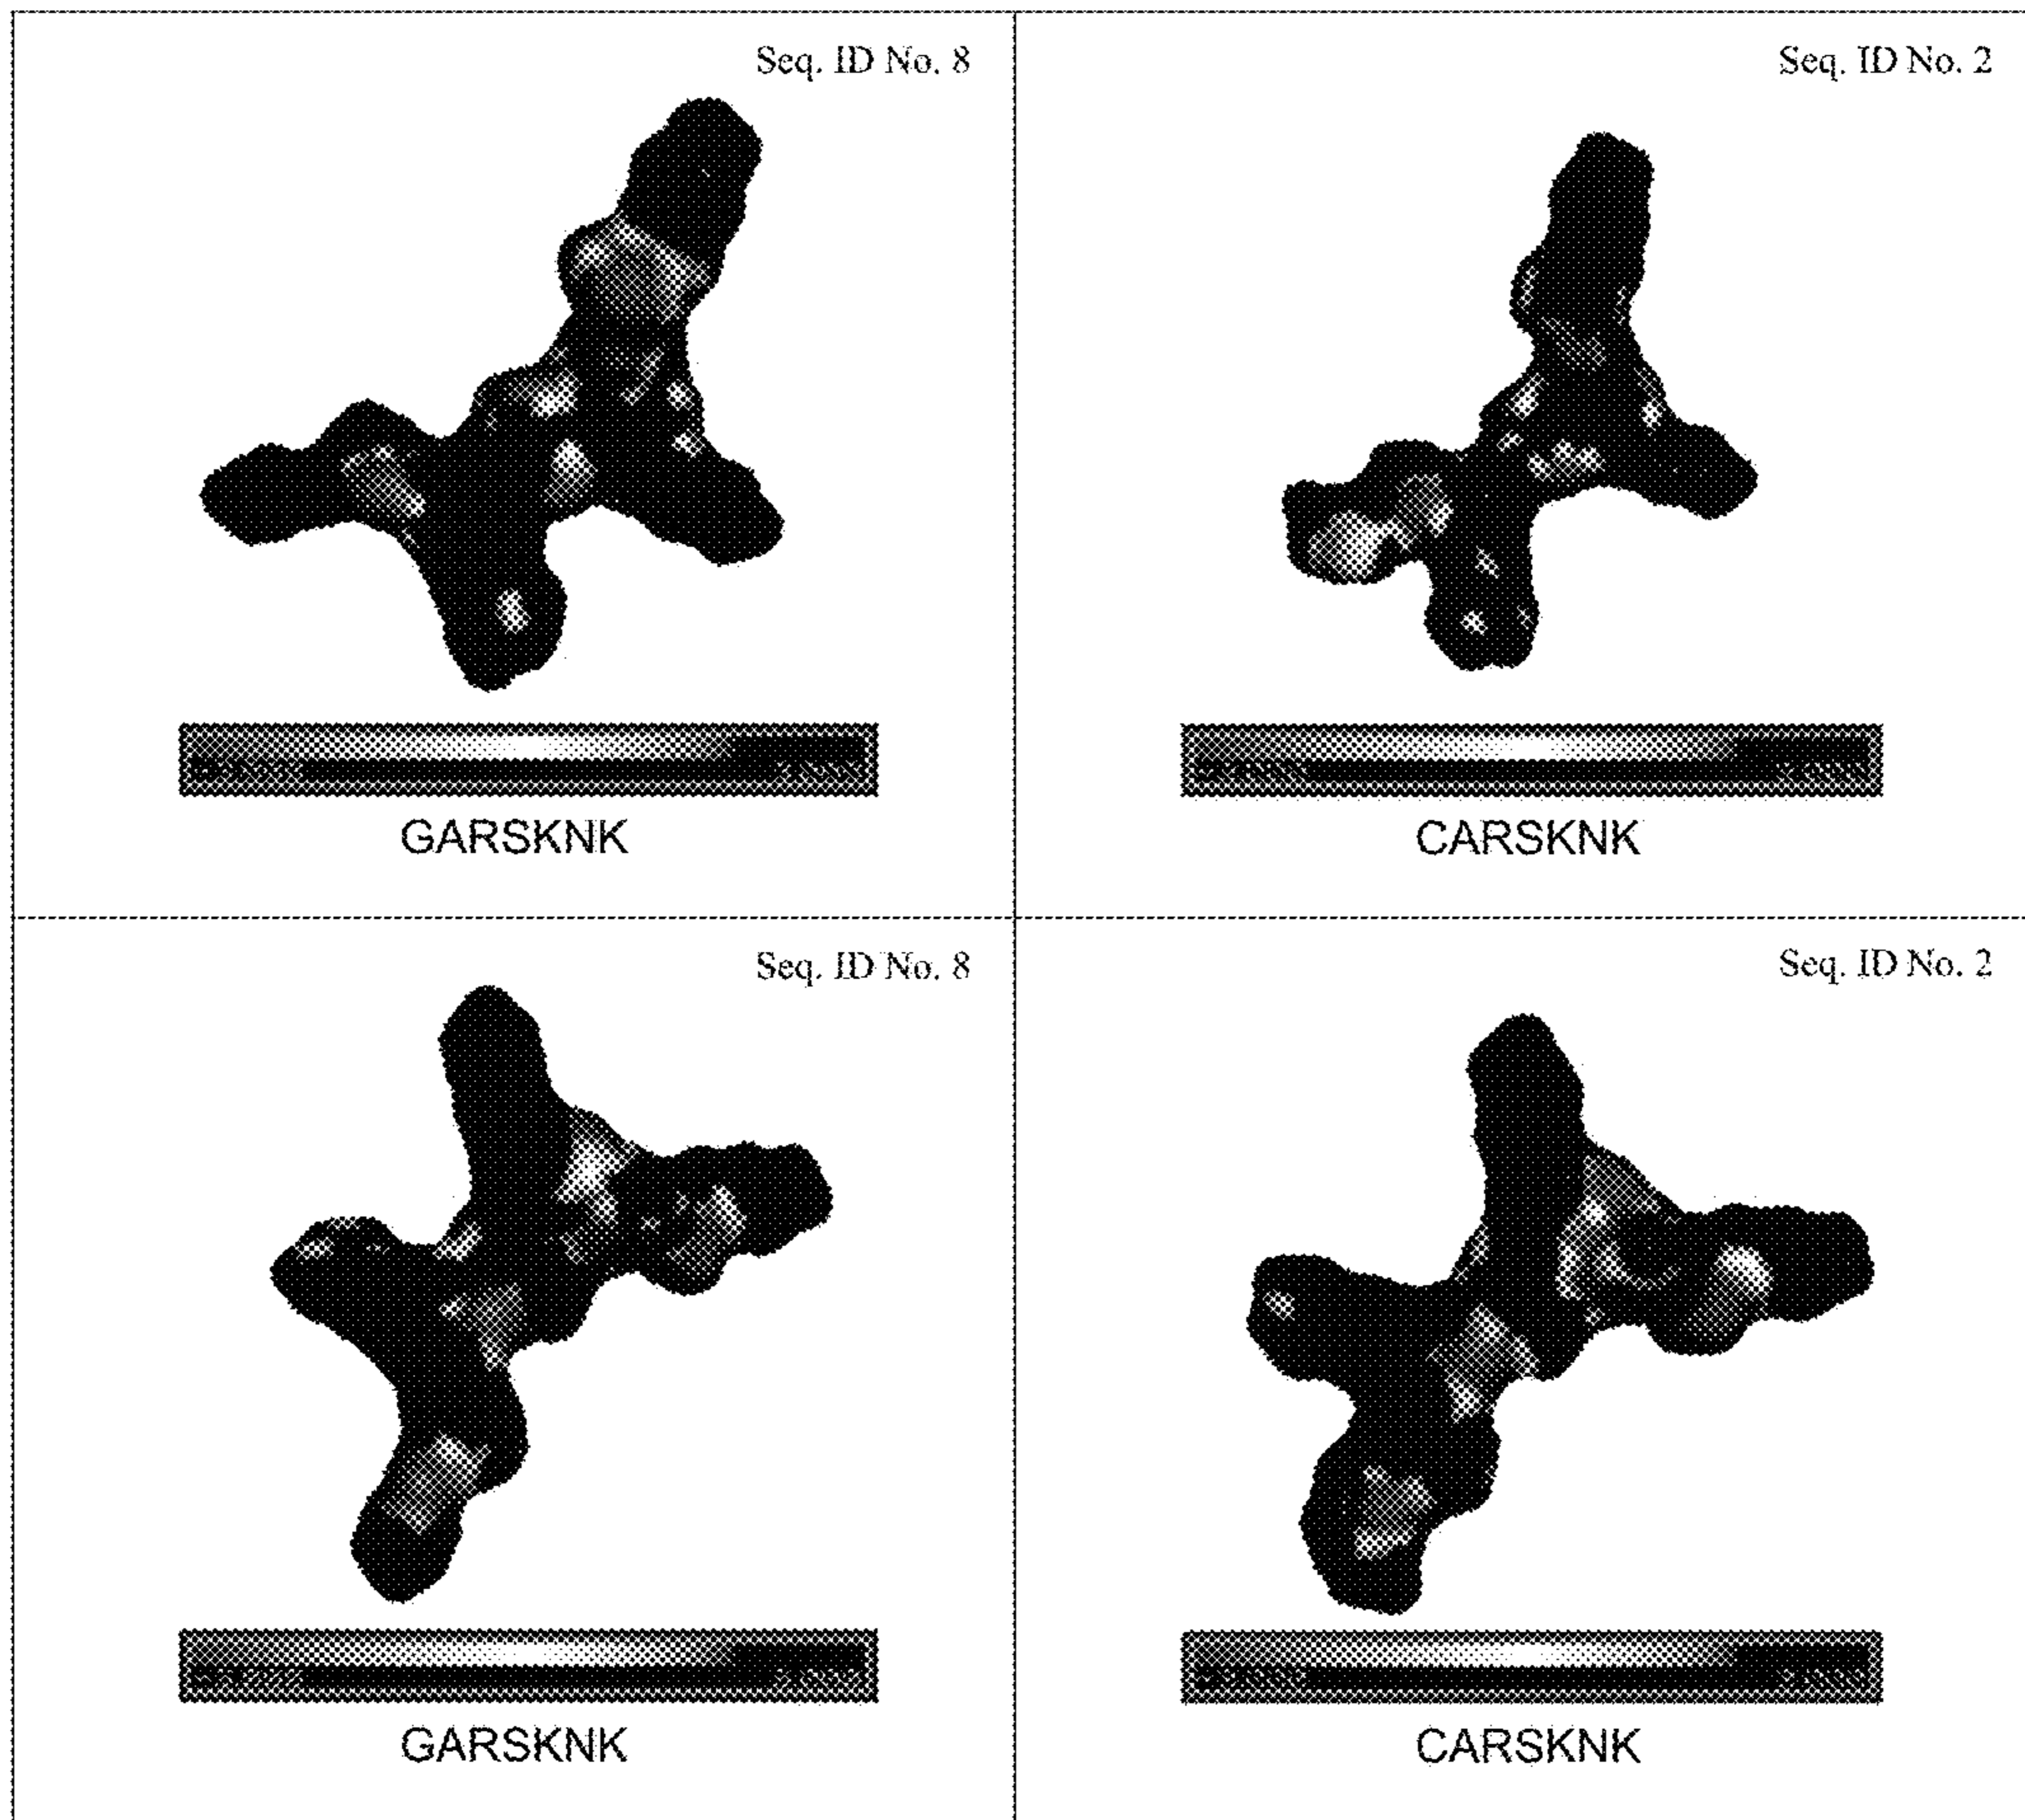 Seq. ID No. 8
Seq. ID No. 2
GARSKNK
CARSKNK
Seq. ID No. 8
Seq. ID No. 2
GARSKNK
CARSKNK